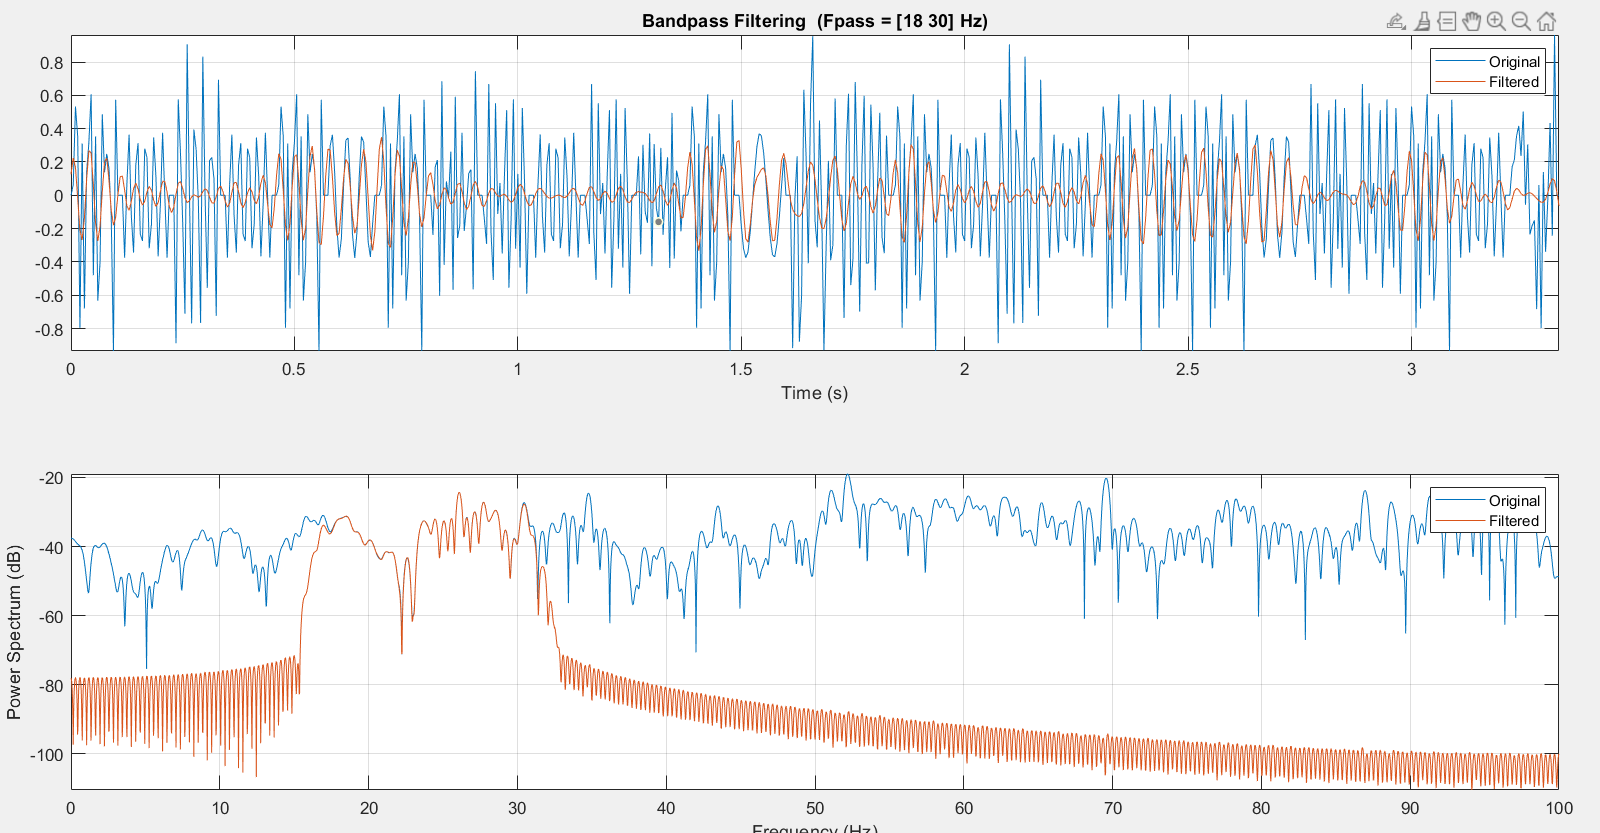 Bandpass Filtering (Fpass = [18 30] Hz)
Original
Filtered
0.8
0.6
0.4
0.2
0
-0.2
-0.4
-0.6
-0.8
0 0.5 1 1.5 2 2.5 3
Time (s)
Original
Filtered
Power Spectrum (dB)
-20
-40
-60
-80
-100
0 10 20 30 40 50 60 70 80 90 100
Frequency (Hz)